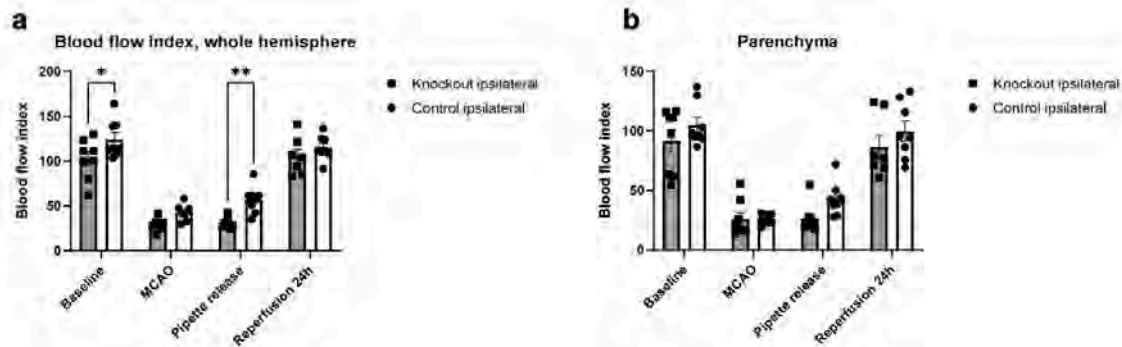 a
Blood flow index, whole hemisphere
Blood flow index
200
150
100
50
0
*
**
Baseline
MCAO
Pipette release
Reperfusion 24h
Knockout ipsilateral
Control ipsilateral
b
Parenchyma
Blood flow index
150
100
50
0
Baseline
MCAO
Pipette release
Reperfusion 24h
Knockout ipsilateral
Control ipsilateral